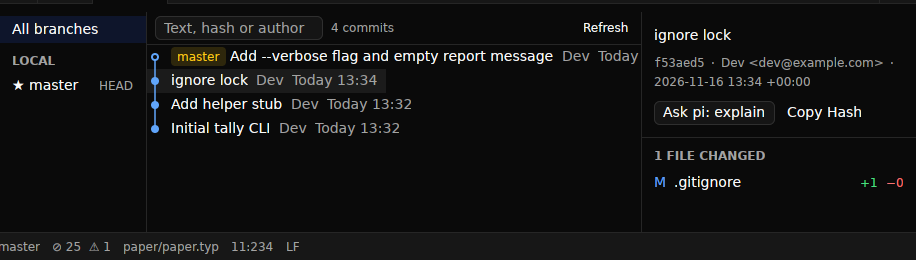 All branches
LOCAL
★ master HEAD
Text, hash or author 4 commits Refresh
master Add --verbose flag and empty report message Dev Today
ignore lock Dev Today 13:34
Add helper stub Dev Today 13:32
Initial tally CLI Dev Today 13:32
ignore lock
f53aed5 · Dev <dev@example.com> ·
2026-11-16 13:34 +00:00
Ask pi: explain Copy Hash
1 FILE CHANGED
M .gitignore +1 −0
master ⊘ 25 ⚠ 1 paper/paper.typ 11:234 LF